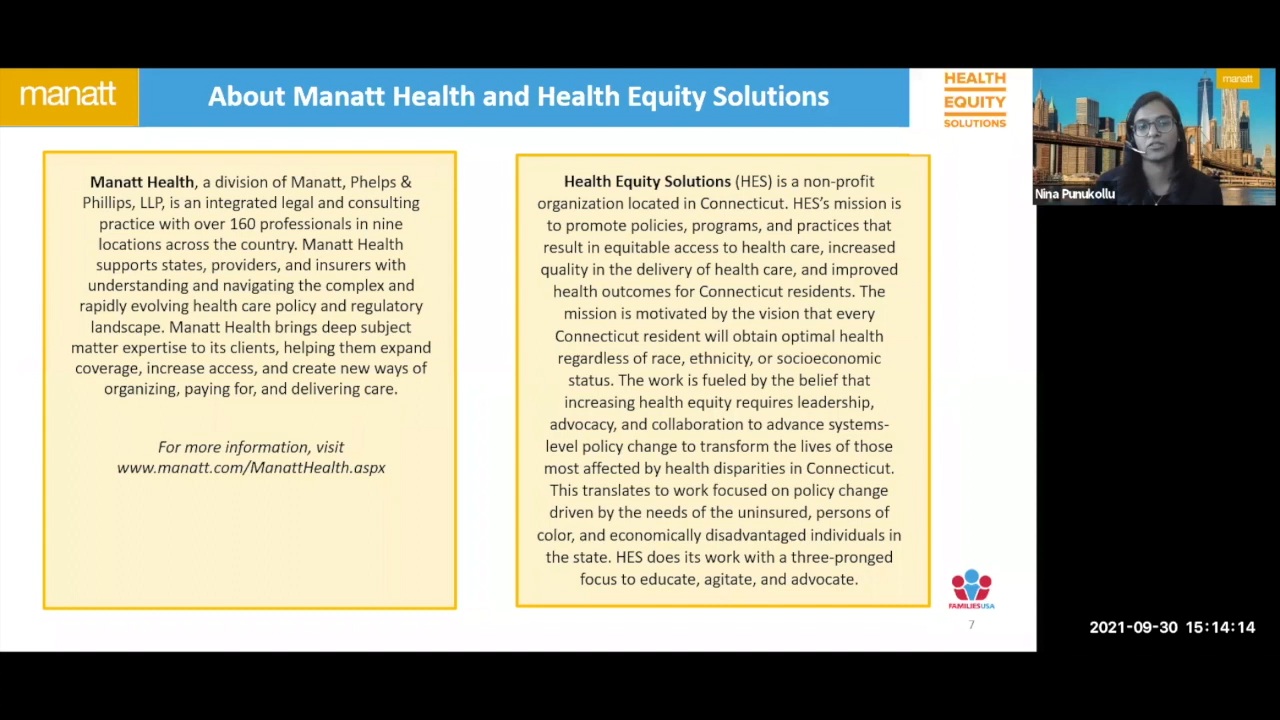 manatt
About Manatt Health and Health Equity Solutions
HEALTH
EQUITY
SOLUTIONS
manatt
Nina Punukollu
Manatt Health, a division of Manatt, Phelps &
Phillips, LLP, is an integrated legal and consulting
practice with over 160 professionals in nine
locations across the country. Manatt Health
supports states, providers, and insurers with
understanding and navigating the complex and
rapidly evolving health care policy and regulatory
landscape. Manatt Health brings deep subject
matter expertise to its clients, helping them expand
coverage, increase access, and create new ways of
organizing, paying for, and delivering care.
For more information, visit
www.manatt.com/ManattHealth.aspx
Health Equity Solutions (HES) is a non-profit
organization located in Connecticut. HES's mission is
to promote policies, programs, and practices that
result in equitable access to health care, increased
quality in the delivery of health care, and improved
health outcomes for Connecticut residents. The
mission is motivated by the vision that every
Connecticut resident will obtain optimal health
regardless of race, ethnicity, or socioeconomic
status. The work is fueled by the belief that
increasing health equity requires leadership,
advocacy, and collaboration to advance systems-
level policy change to transform the lives of those
most affected by health disparities in Connecticut.
This translates to work focused on policy change
driven by the needs of the uninsured, persons of
color, and economically disadvantaged individuals in
the state. HES does its work with a three-pronged
focus to educate, agitate, and advocate.
FAMILIESUSA
7
2021-09-30 15:14:14